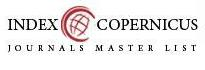 INDEX COPERNICUS
JOURNALS MASTER LIST